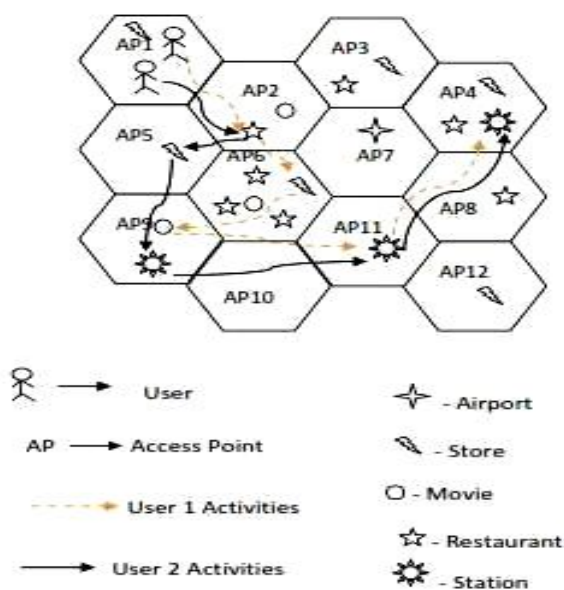 AP1
AP3
AP2
AP4
AP5
AP6
AP7
AP8
AP9
AP11
AP10
AP12
User
AP Access Point
User 1 Activities
User 2 Activities
- Airport
- Store
- Movie
- Restaurant
- Station